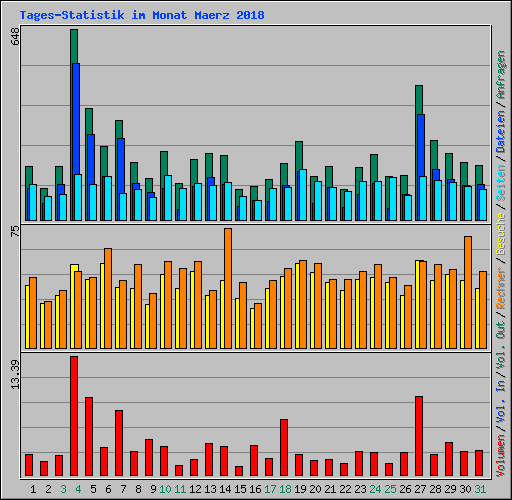 Tages-Statistik im Monat Maerz 2018
648
75
13.39
Volumen / Vol. In / Vol. Out / Rechner / Besuche / Seiten / Dateien / Anfragen
1 2 3 4 5 6 7 8 9 10 11 12 13 14 15 16 17 18 19 20 21 22 23 24 25 26 27 28 29 30 31